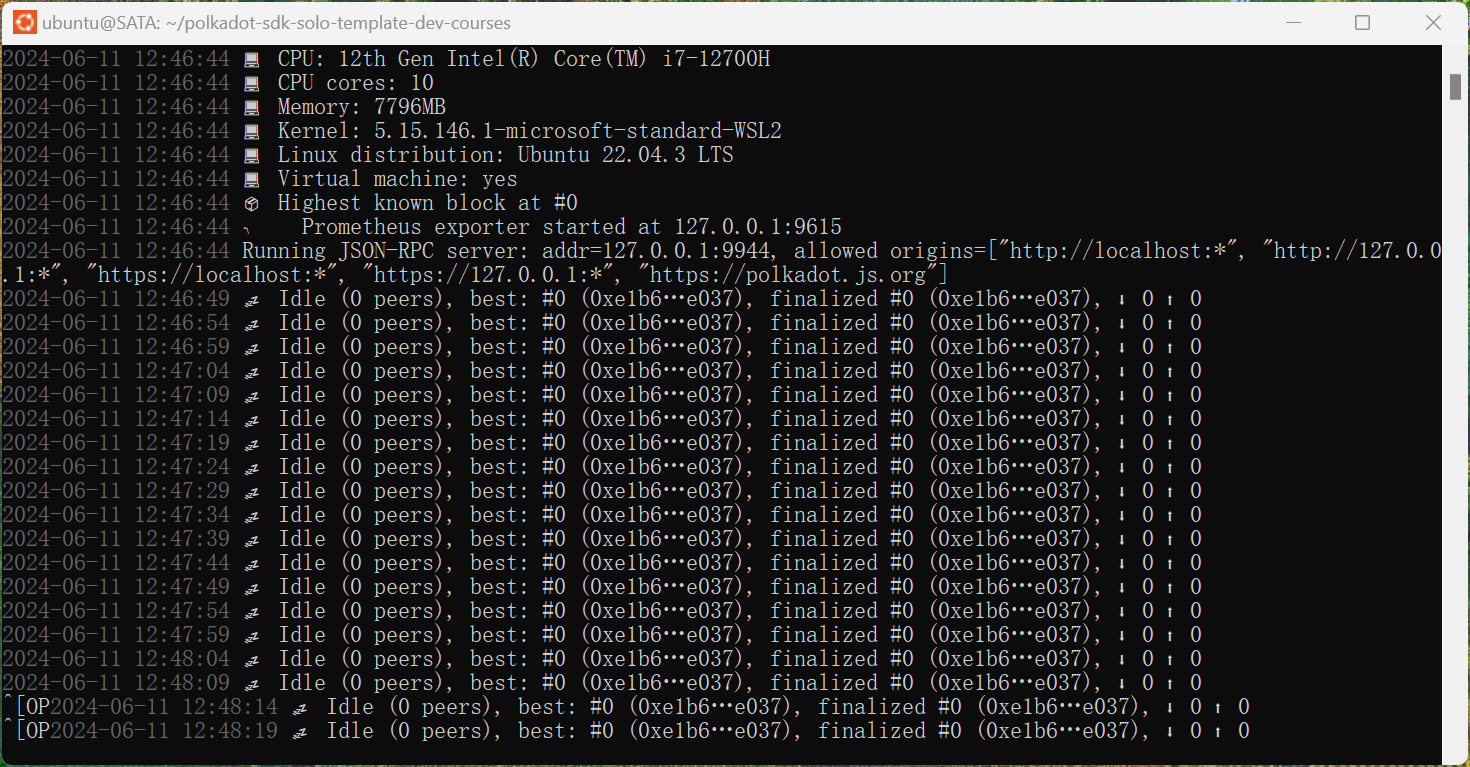 ubuntu@SATA: ~/polkadot-sdk-solo-template-dev-courses
2024-06-11 12:46:44 💻 CPU: 12th Gen Intel(R) Core(TM) i7-12700H
2024-06-11 12:46:44 💻 CPU cores: 10
2024-06-11 12:46:44 💻 Memory: 7796MB
2024-06-11 12:46:44 💻 Kernel: 5.15.146.1-microsoft-standard-WSL2
2024-06-11 12:46:44 💻 Linux distribution: Ubuntu 22.04.3 LTS
2024-06-11 12:46:44 💻 Virtual machine: yes
2024-06-11 12:46:44 📦 Highest known block at #0
2024-06-11 12:46:44 〽 Prometheus exporter started at 127.0.0.1:9615
2024-06-11 12:46:44 Running JSON-RPC server: addr=127.0.0.1:9944, allowed origins=["http://localhost:*", "http://127.0.0
.1:*", "https://localhost:*", "https://127.0.0.1:*", "https://polkadot.js.org"]
2024-06-11 12:46:49 💤 Idle (0 peers), best: #0 (0xe1b6…e037), finalized #0 (0xe1b6…e037), ⬇ 0 ⬆ 0
2024-06-11 12:46:54 💤 Idle (0 peers), best: #0 (0xe1b6…e037), finalized #0 (0xe1b6…e037), ⬇ 0 ⬆ 0
2024-06-11 12:46:59 💤 Idle (0 peers), best: #0 (0xe1b6…e037), finalized #0 (0xe1b6…e037), ⬇ 0 ⬆ 0
2024-06-11 12:47:04 💤 Idle (0 peers), best: #0 (0xe1b6…e037), finalized #0 (0xe1b6…e037), ⬇ 0 ⬆ 0
2024-06-11 12:47:09 💤 Idle (0 peers), best: #0 (0xe1b6…e037), finalized #0 (0xe1b6…e037), ⬇ 0 ⬆ 0
2024-06-11 12:47:14 💤 Idle (0 peers), best: #0 (0xe1b6…e037), finalized #0 (0xe1b6…e037), ⬇ 0 ⬆ 0
2024-06-11 12:47:19 💤 Idle (0 peers), best: #0 (0xe1b6…e037), finalized #0 (0xe1b6…e037), ⬇ 0 ⬆ 0
2024-06-11 12:47:24 💤 Idle (0 peers), best: #0 (0xe1b6…e037), finalized #0 (0xe1b6…e037), ⬇ 0 ⬆ 0
2024-06-11 12:47:29 💤 Idle (0 peers), best: #0 (0xe1b6…e037), finalized #0 (0xe1b6…e037), ⬇ 0 ⬆ 0
2024-06-11 12:47:34 💤 Idle (0 peers), best: #0 (0xe1b6…e037), finalized #0 (0xe1b6…e037), ⬇ 0 ⬆ 0
2024-06-11 12:47:39 💤 Idle (0 peers), best: #0 (0xe1b6…e037), finalized #0 (0xe1b6…e037), ⬇ 0 ⬆ 0
2024-06-11 12:47:44 💤 Idle (0 peers), best: #0 (0xe1b6…e037), finalized #0 (0xe1b6…e037), ⬇ 0 ⬆ 0
2024-06-11 12:47:49 💤 Idle (0 peers), best: #0 (0xe1b6…e037), finalized #0 (0xe1b6…e037), ⬇ 0 ⬆ 0
2024-06-11 12:47:54 💤 Idle (0 peers), best: #0 (0xe1b6…e037), finalized #0 (0xe1b6…e037), ⬇ 0 ⬆ 0
2024-06-11 12:47:59 💤 Idle (0 peers), best: #0 (0xe1b6…e037), finalized #0 (0xe1b6…e037), ⬇ 0 ⬆ 0
2024-06-11 12:48:04 💤 Idle (0 peers), best: #0 (0xe1b6…e037), finalized #0 (0xe1b6…e037), ⬇ 0 ⬆ 0
2024-06-11 12:48:09 💤 Idle (0 peers), best: #0 (0xe1b6…e037), finalized #0 (0xe1b6…e037), ⬇ 0 ⬆ 0
^[OP2024-06-11 12:48:14 💤 Idle (0 peers), best: #0 (0xe1b6…e037), finalized #0 (0xe1b6…e037), ⬇ 0 ⬆ 0
^[OP2024-06-11 12:48:19 💤 Idle (0 peers), best: #0 (0xe1b6…e037), finalized #0 (0xe1b6…e037), ⬇ 0 ⬆ 0